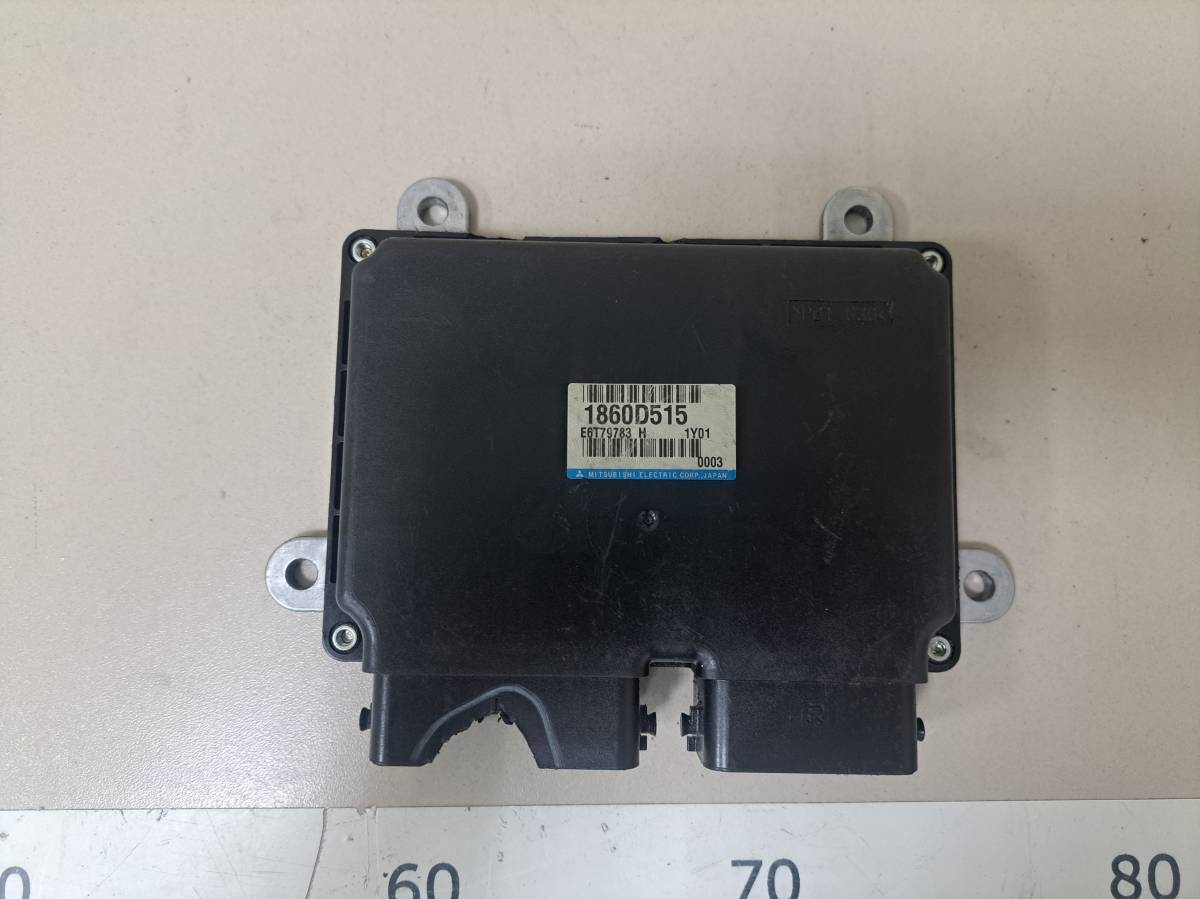 1860D515
E6T79783 H 1Y01
0003
MITSUBISHI ELECTRIC CORP., JAPAN
R
60
70
80